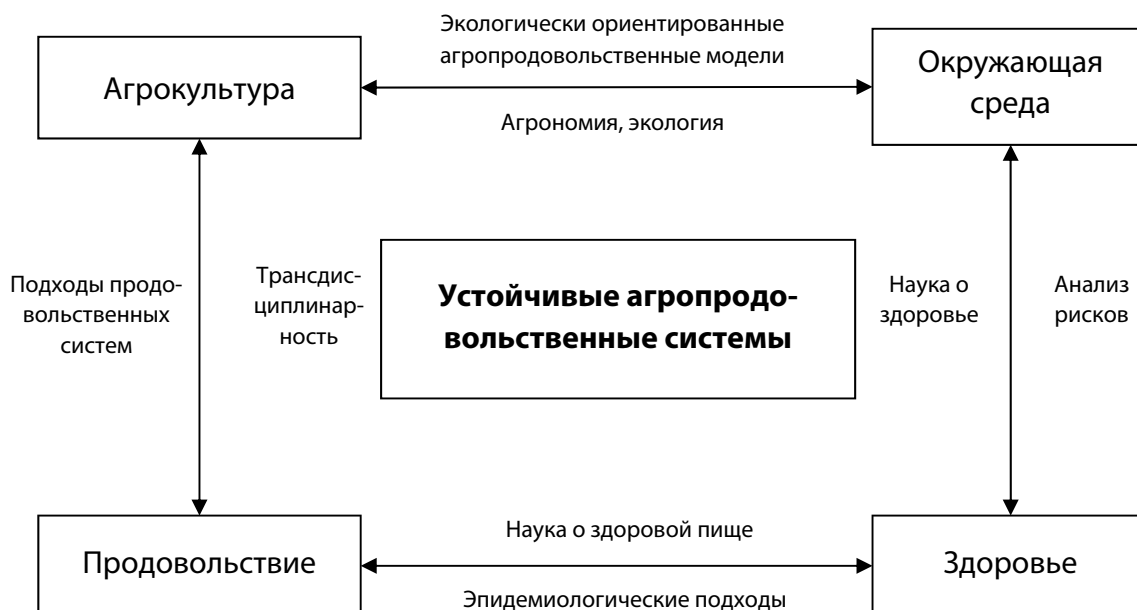 Экологически ориентированные
агропродовольственные модели
Агрокультура
Окружающая
среда
Агрономия, экология
Подходы продо-
вольственных
систем
Трансдис-
циплинар-
ность
Устойчивые агропродо-
вольственные системы
Наука о
здоровье
Анализ
рисков
Продовольствие
Наука о здоровой пище
Здоровье
Эпидемиологические подходы